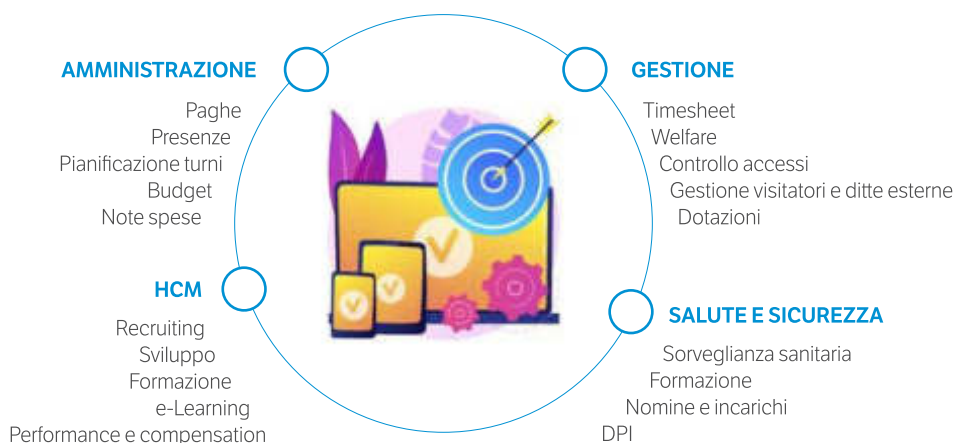 AMMINISTRAZIONE
Paghe
Presenze
Pianificazione turni
Budget
Note spese
GESTIONE
Timesheet
Welfare
Controllo accessi
Gestione visitatori e ditte esterne
Dotazioni
HCM
Recruiting
Sviluppo
Formazione
e-Learning
Performance e compensation
SALUTE E SICUREZZA
Sorveglianza sanitaria
Formazione
Nomine e incarichi
DPI